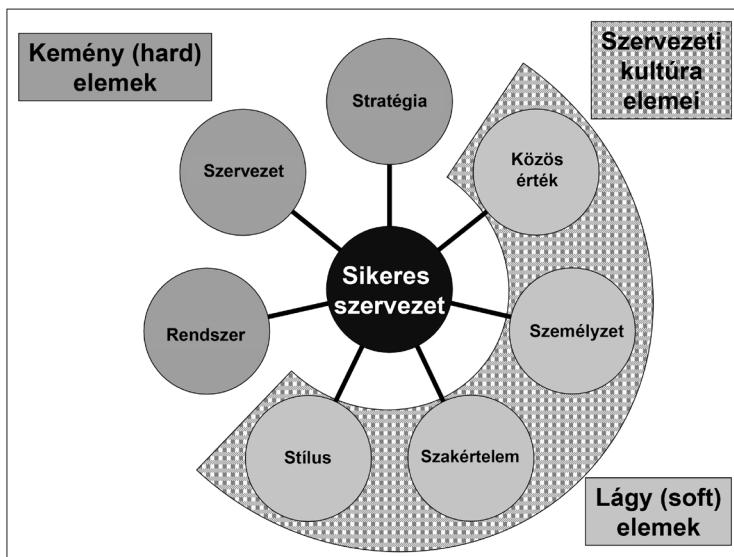 Kemény (hard)
elemek
Szervezeti
kultúra
elemei
Stratégia
Szervezet
Közös
érték
Sikeres
szervezet
Rendszer
Személyzet
Stílus
Szakértelem
Lágy (soft)
elemek